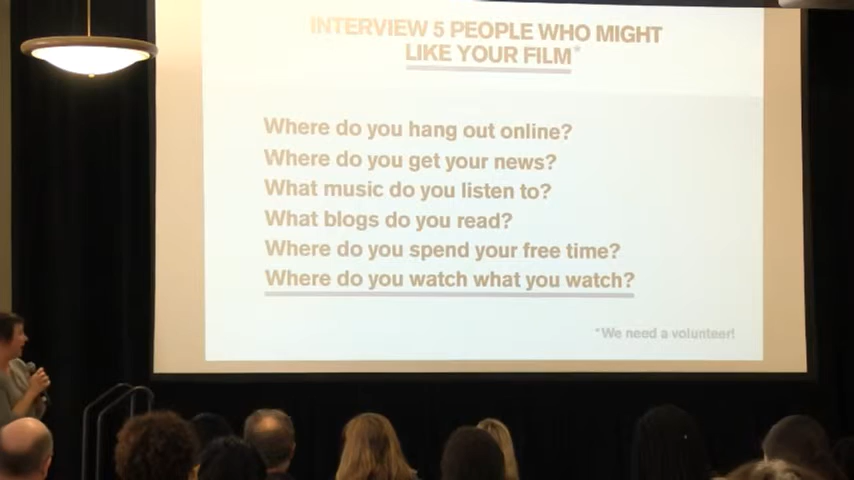 INTERVIEW 5 PEOPLE WHO MIGHT
LIKE YOUR FILM*
Where do you hang out online?
Where do you get your news?
What music do you listen to?
What blogs do you read?
Where do you spend your free time?
Where do you watch what you watch?
*We need a volunteer!